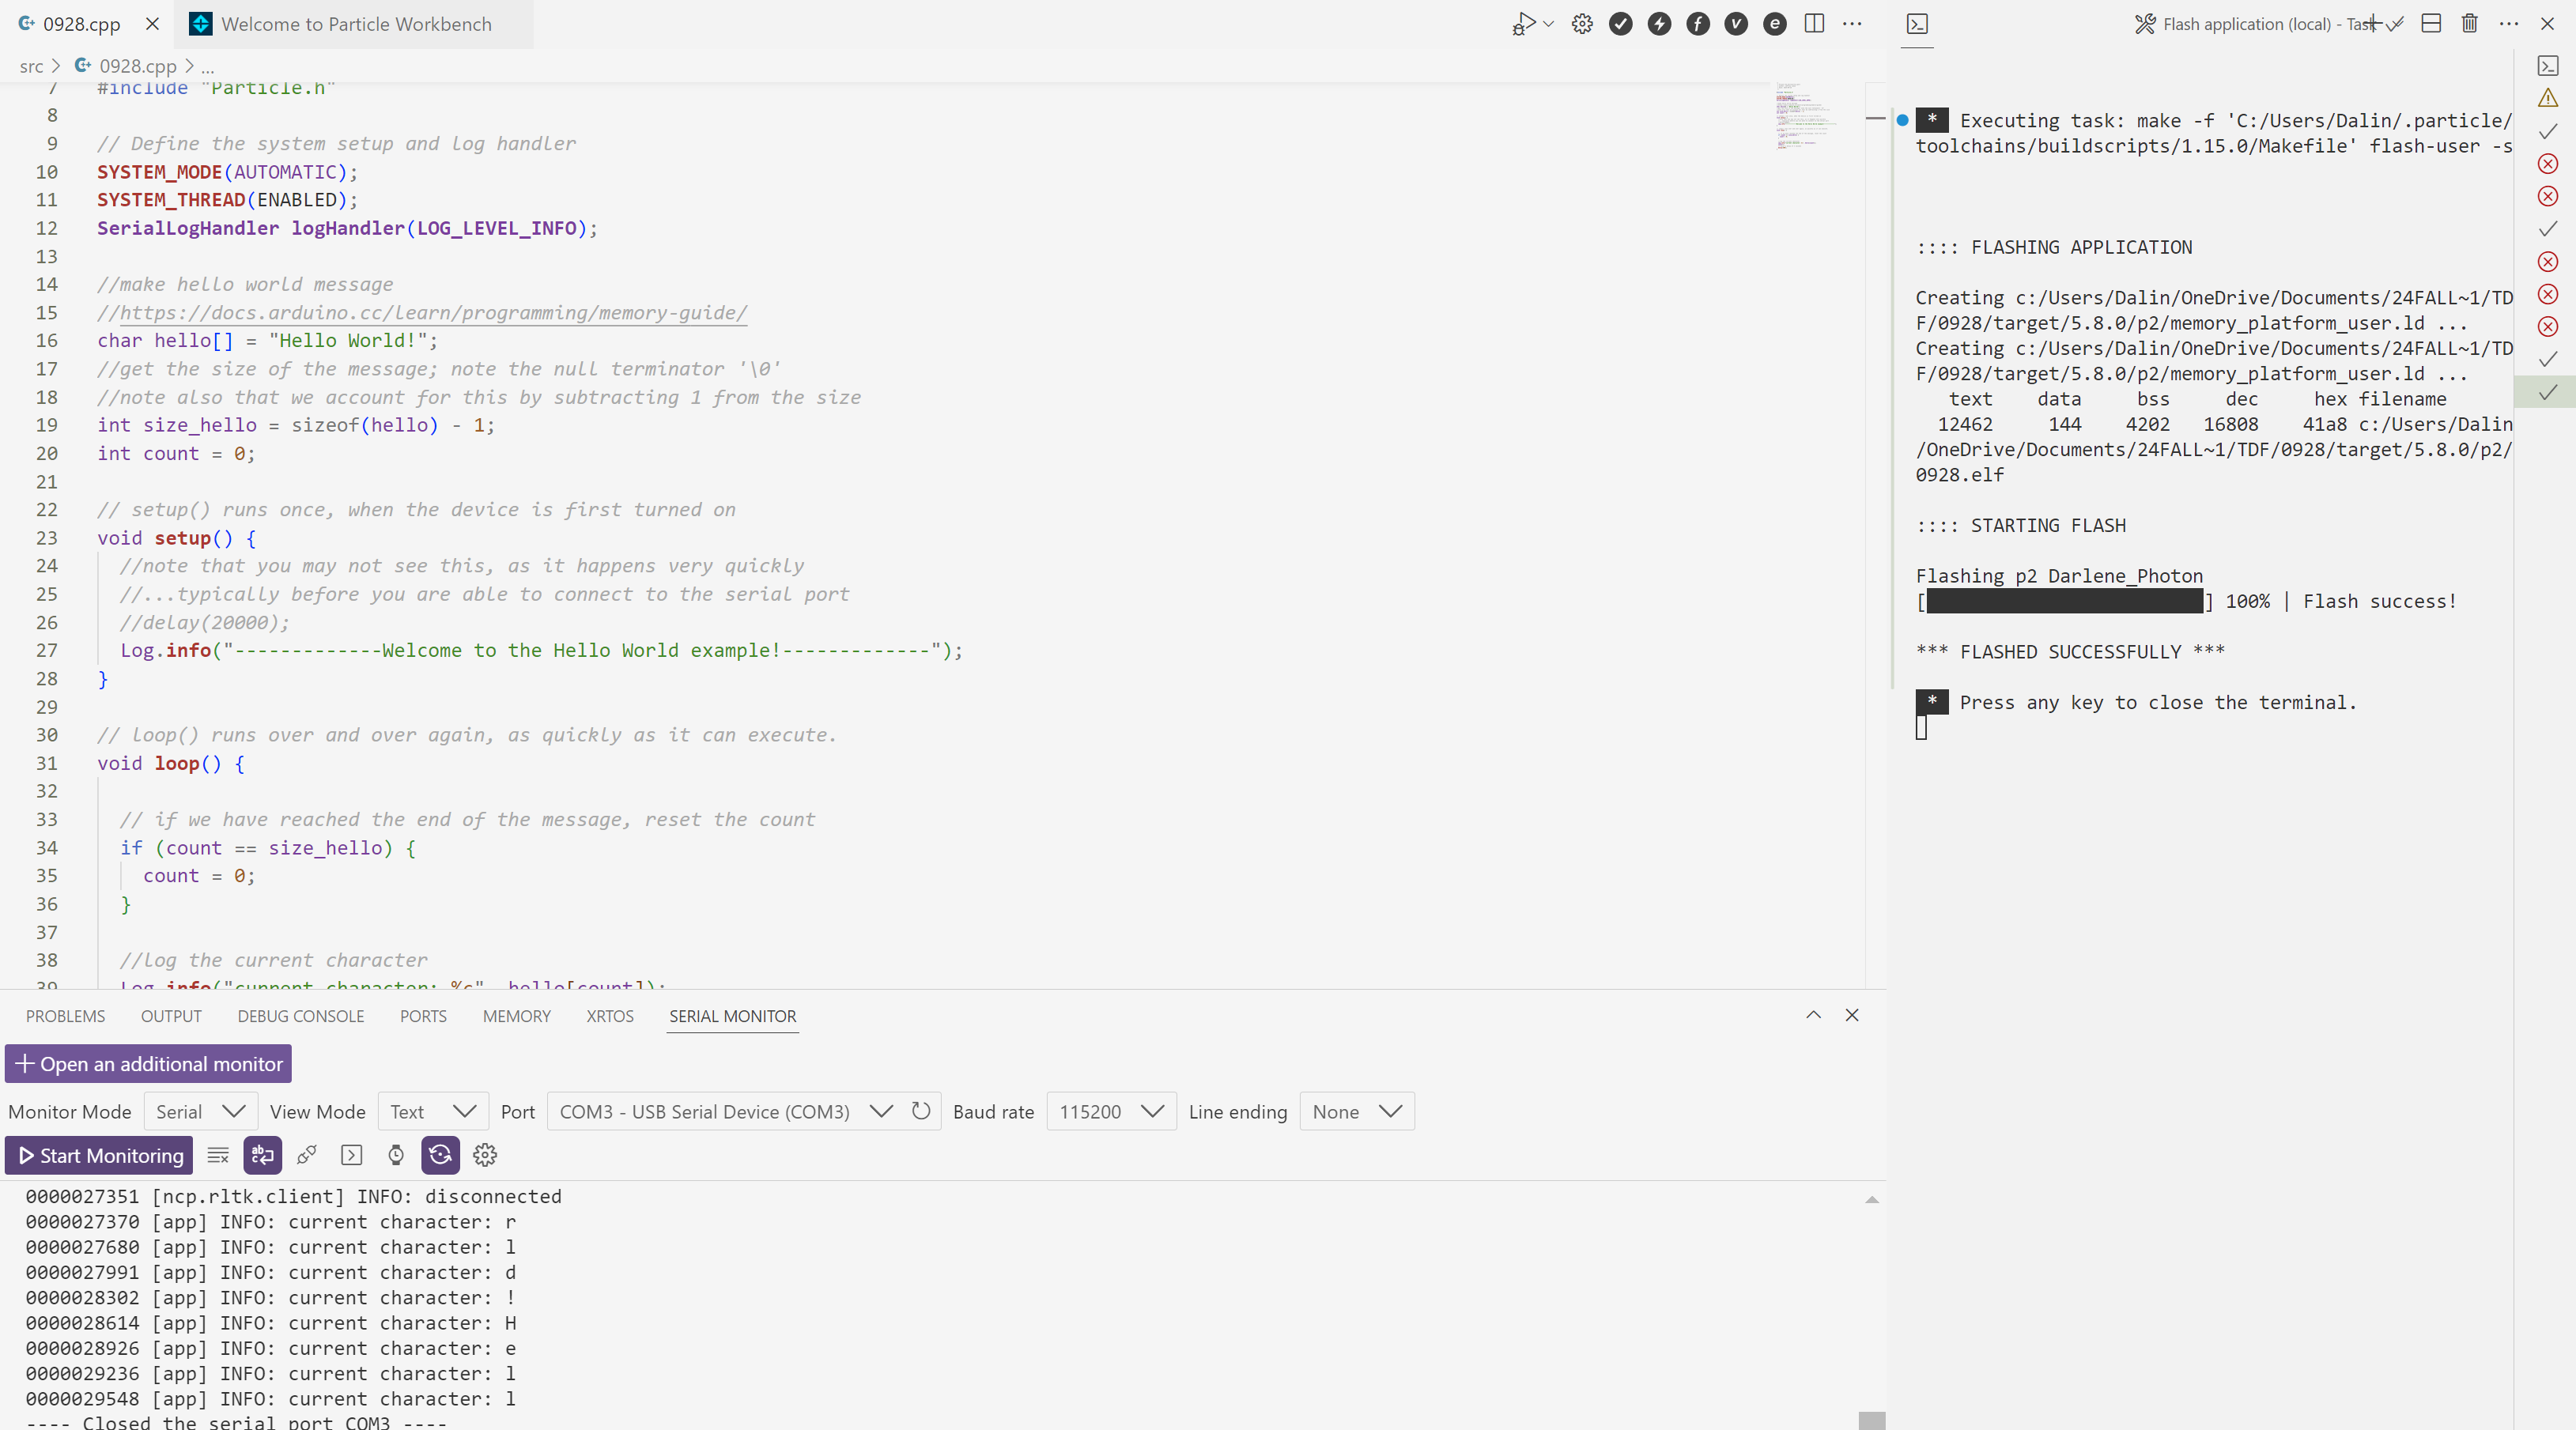 0928.cpp
Welcome to Particle Workbench
src > 0928.cpp > ...
7 #include "Particle.h"
8
9 // Define the system setup and log handler
10 SYSTEM_MODE(AUTOMATIC);
11 SYSTEM_THREAD(ENABLED);
12 SerialLogHandler logHandler(LOG_LEVEL_INFO);
13
14 //make hello world message
15 //https://docs.arduino.cc/learn/programming/memory-guide/
16 char hello[] = "Hello World!";
17 //get the size of the message; note the null terminator '\0'
18 //note also that we account for this by subtracting 1 from the size
19 int size_hello = sizeof(hello) - 1;
20 int count = 0;
21
22 // setup() runs once, when the device is first turned on
23 void setup() {
24 //note that you may not see this, as it happens very quickly
25 //...typically before you are able to connect to the serial port
26 //delay(20000);
27 Log.info("-------------Welcome to the Hello World example!-------------");
28 }
29
30 // loop() runs over and over again, as quickly as it can execute.
31 void loop() {
32
33 // if we have reached the end of the message, reset the count
34 if (count == size_hello) {
35 count = 0;
36 }
37
38 //log the current character
39 Log.info("current character: %c", hello[count]);
PROBLEMS OUTPUT DEBUG CONSOLE PORTS MEMORY XRTOS SERIAL MONITOR
Open an additional monitor
Monitor Mode Serial View Mode Text Port COM3 - USB Serial Device (COM3) Baud rate 115200 Line ending None
Start Monitoring
0000027351 [ncp.rltk.client] INFO: disconnected
0000027370 [app] INFO: current character: r
0000027680 [app] INFO: current character: l
0000027991 [app] INFO: current character: d
0000028302 [app] INFO: current character: !
0000028614 [app] INFO: current character: H
0000028926 [app] INFO: current character: e
0000029236 [app] INFO: current character: l
0000029548 [app] INFO: current character: l
---- Closed the serial port COM3 ----
Flash application (local) - Task
* Executing task: make -f 'C:/Users/Dalin/.particle/
toolchains/buildscripts/1.15.0/Makefile' flash-user -s
:::: FLASHING APPLICATION
Creating c:/Users/Dalin/OneDrive/Documents/24FALL~1/TD
F/0928/target/5.8.0/p2/memory_platform_user.ld ...
Creating c:/Users/Dalin/OneDrive/Documents/24FALL~1/TD
F/0928/target/5.8.0/p2/memory_platform_user.ld ...
text data bss dec hex filename
12462 144 4202 16808 41a8 c:/Users/Dalin
/OneDrive/Documents/24FALL~1/TDF/0928/target/5.8.0/p2/
0928.elf
:::: STARTING FLASH
Flashing p2 Darlene_Photon
[ ] 100% | Flash success!
*** FLASHED SUCCESSFULLY ***
* Press any key to close the terminal.